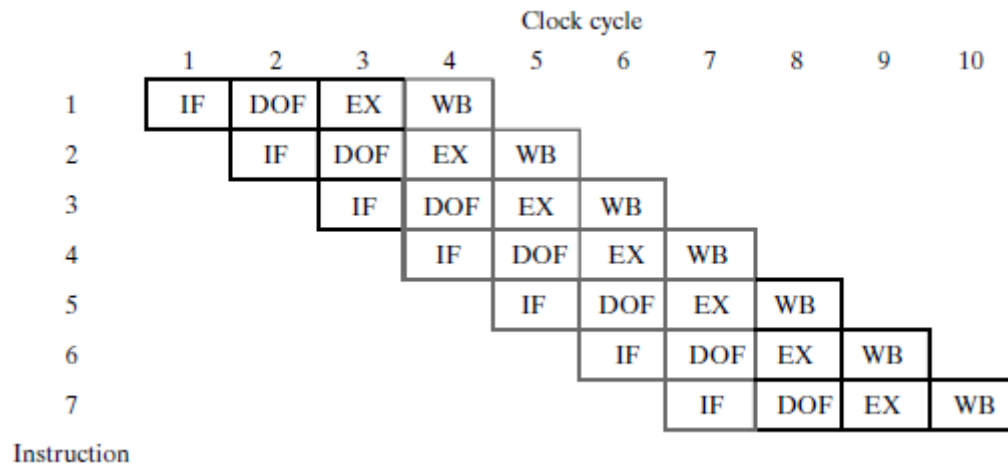 Clock cycle
1 2 3 4 5 6 7 8 9 10
1 IF DOF EX WB
2 IF DOF EX WB
3 IF DOF EX WB
4 IF DOF EX WB
5 IF DOF EX WB
6 IF DOF EX WB
7 IF DOF EX WB
Instruction